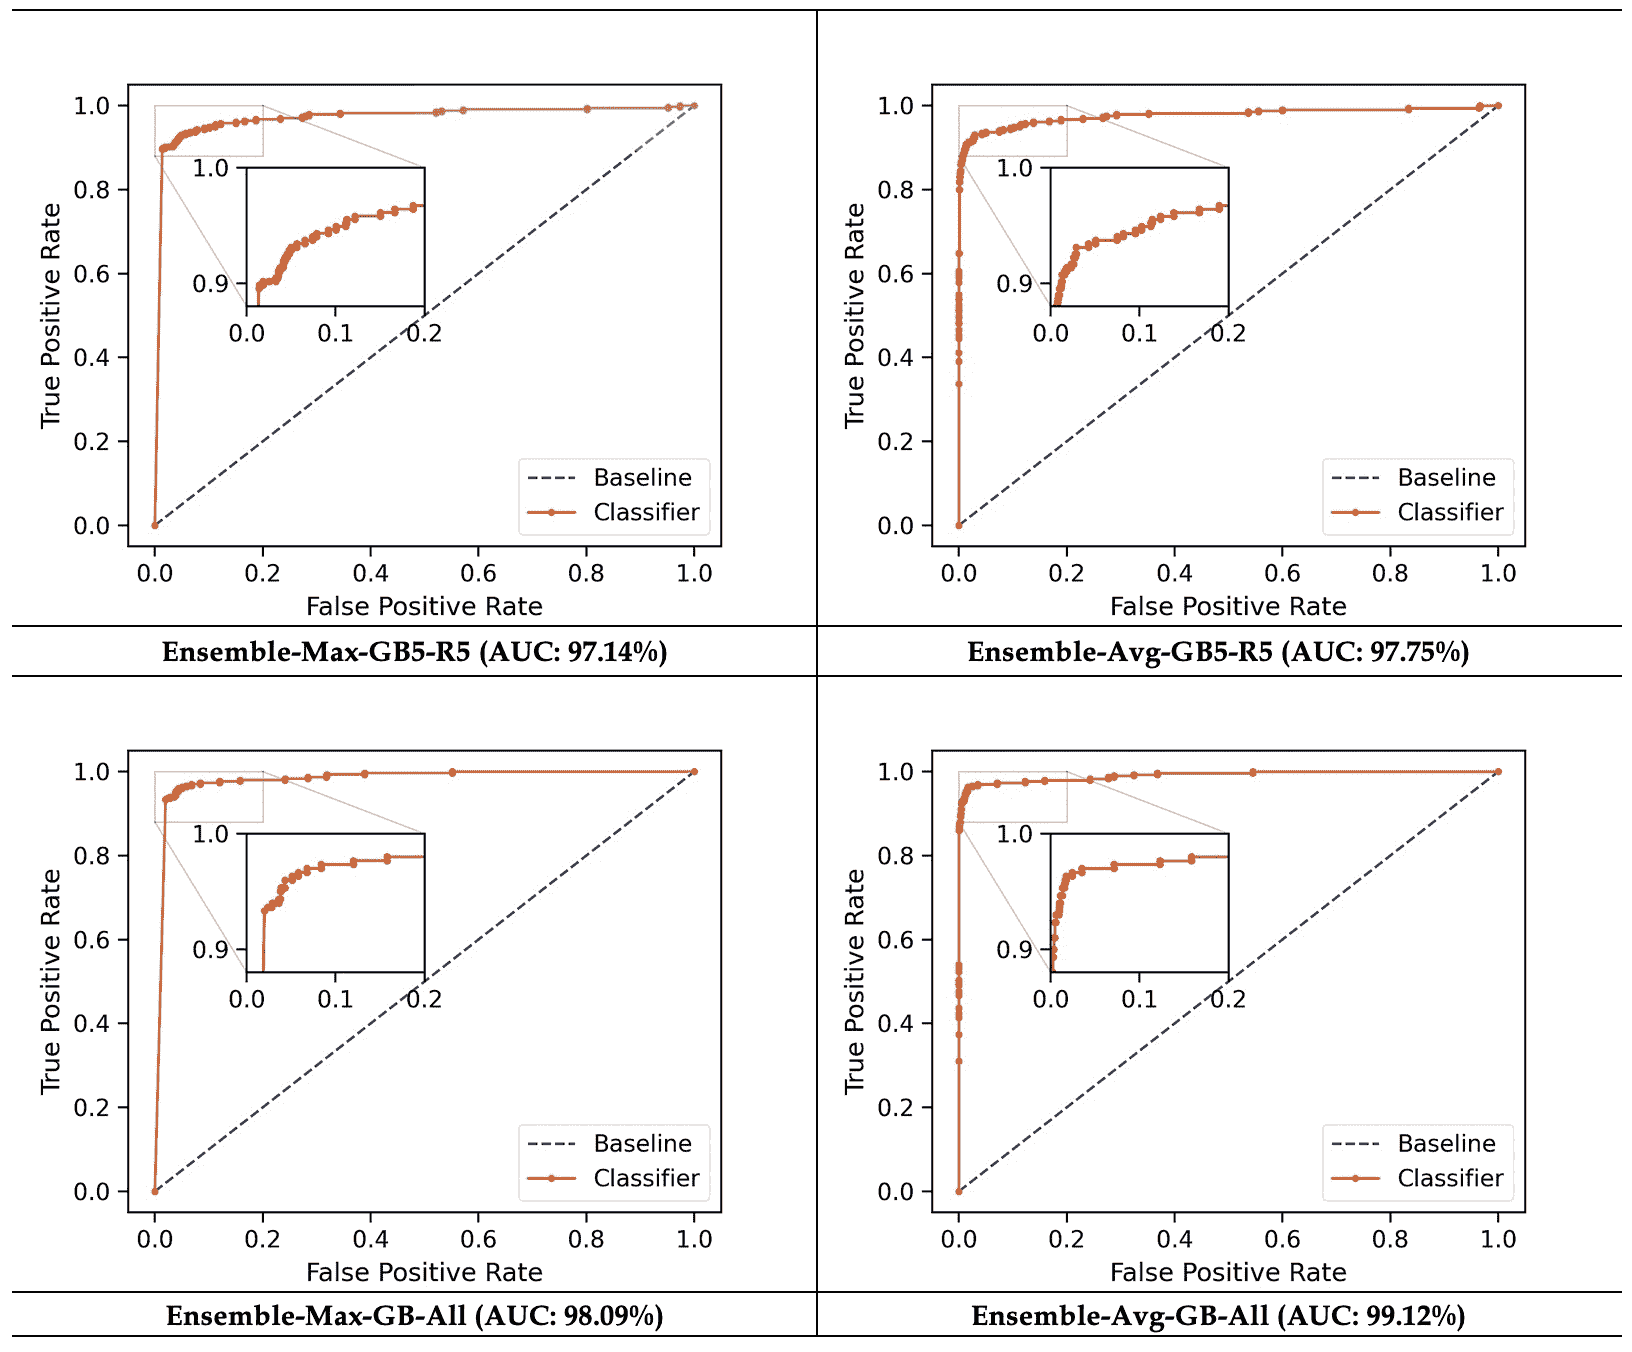 1.0
0.8
0.6
0.4
0.2
0.0
True Positive Rate
1.0
0.9
0.0 0.1 0.2
Baseline
Classifier
0.0 0.2 0.4 0.6 0.8 1.0
False Positive Rate
Ensemble-Max-GB5-R5 (AUC: 97.14%)
1.0
0.8
0.6
0.4
0.2
0.0
True Positive Rate
1.0
0.9
0.0 0.1 0.2
Baseline
Classifier
0.0 0.2 0.4 0.6 0.8 1.0
False Positive Rate
Ensemble-Avg-GB5-R5 (AUC: 97.75%)
1.0
0.8
0.6
0.4
0.2
0.0
True Positive Rate
1.0
0.9
0.0 0.1 0.2
Baseline
Classifier
0.0 0.2 0.4 0.6 0.8 1.0
False Positive Rate
Ensemble-Max-GB-All (AUC: 98.09%)
1.0
0.8
0.6
0.4
0.2
0.0
True Positive Rate
1.0
0.9
0.0 0.1 0.2
Baseline
Classifier
0.0 0.2 0.4 0.6 0.8 1.0
False Positive Rate
Ensemble-Avg-GB-All (AUC: 99.12%)